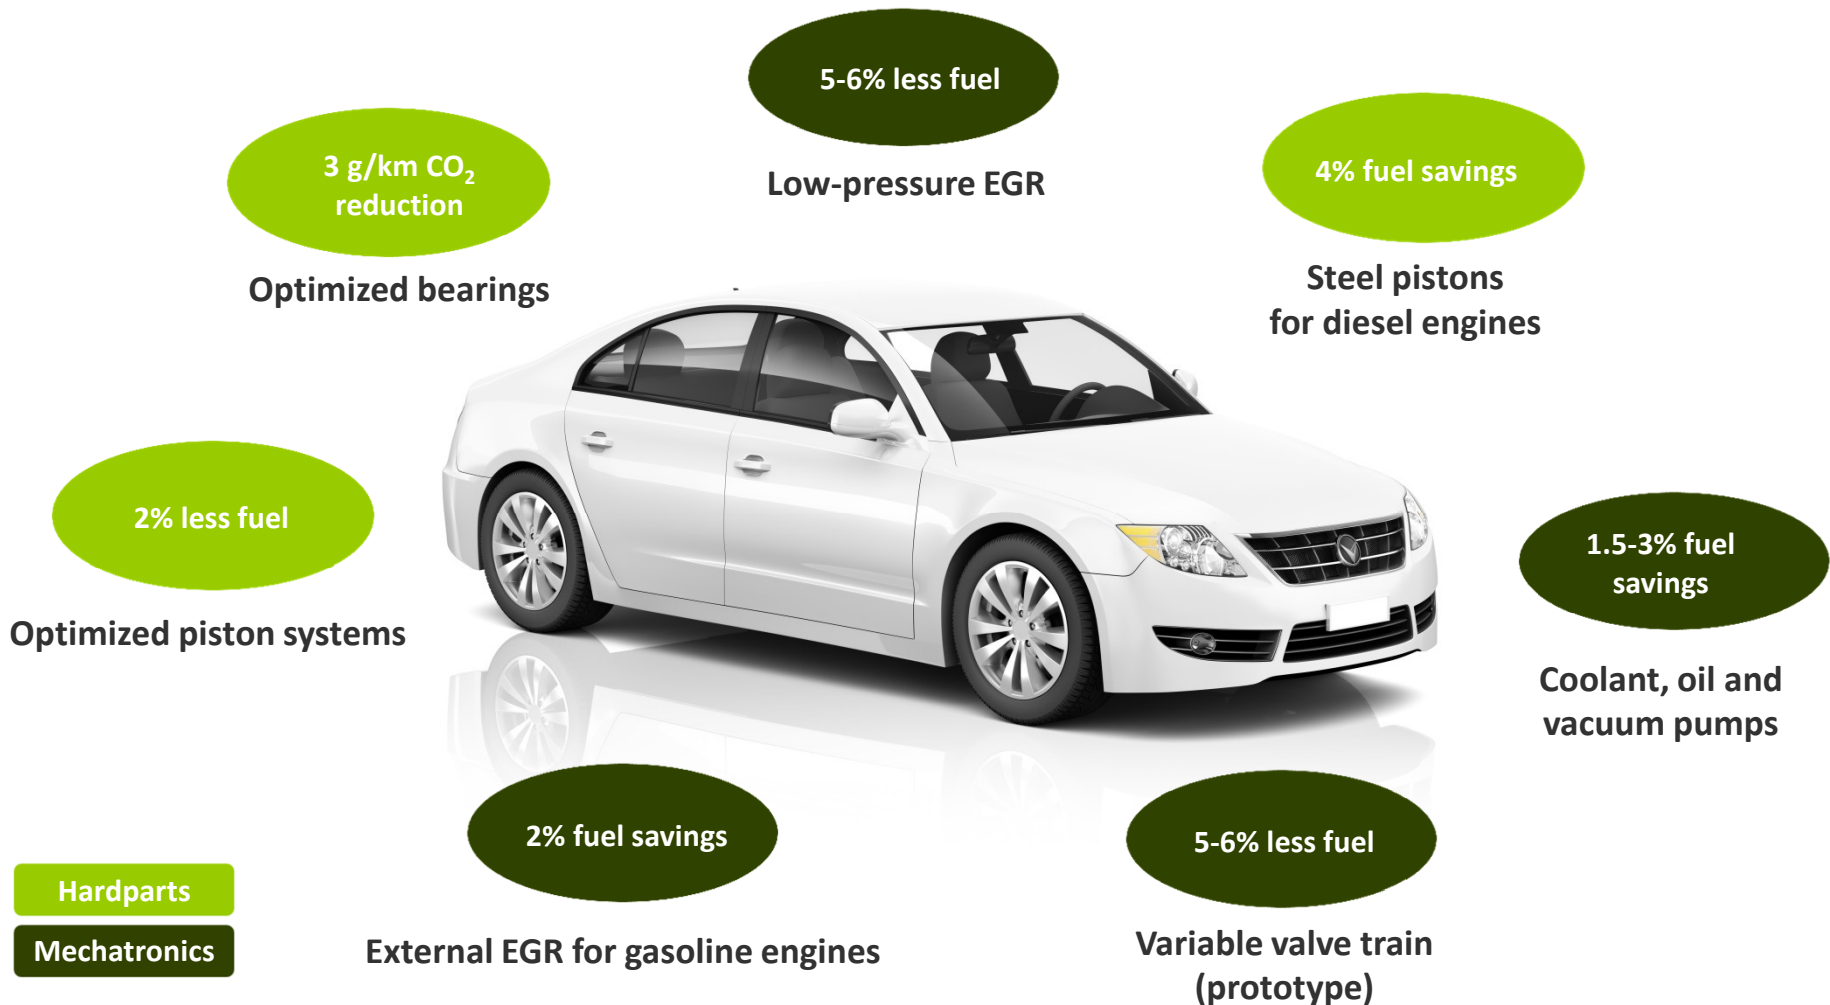 5-6% less fuel
Low-pressure EGR
3 g/km CO₂
reduction
Optimized bearings
4% fuel savings
Steel pistons
for diesel engines
2% less fuel
Optimized piston systems
1.5-3% fuel
savings
Coolant, oil and
vacuum pumps
2% fuel savings
External EGR for gasoline engines
5-6% less fuel
Variable valve train
(prototype)
Hardparts
Mechatronics